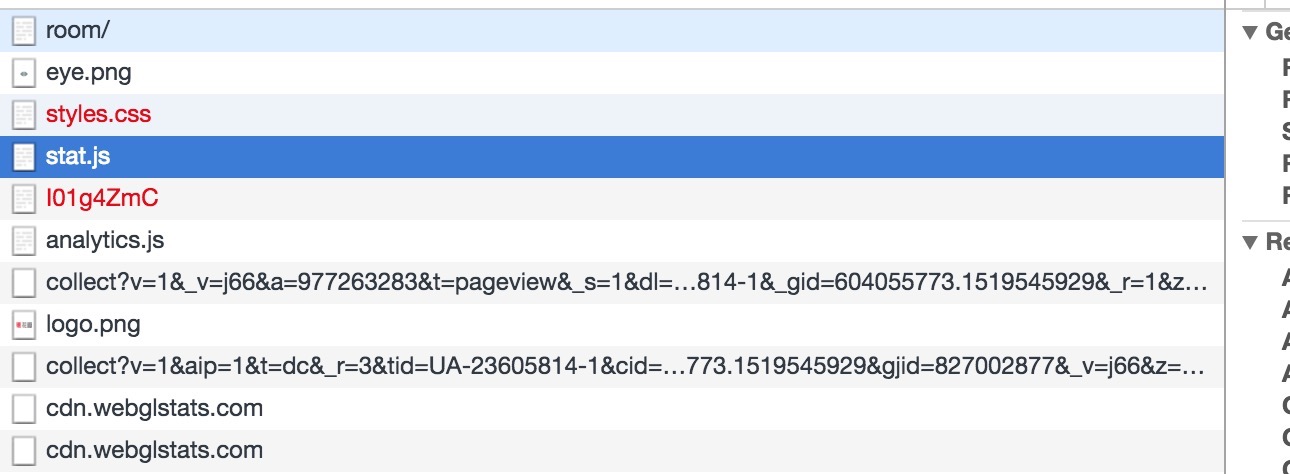 room/
eye.png
styles.css
stat.js
I01g4ZmC
analytics.js
collect?v=1&_v=j66&a=977263283&t=pageview&_s=1&dl=…814-1&_gid=604055773.1519545929&_r=1&z…
logo.png
collect?v=1&aip=1&t=dc&_r=3&tid=UA-23605814-1&cid=…773.1519545929&gjid=827002877&_v=j66&z=…
cdn.webglstats.com
cdn.webglstats.com
▼ Ge
▼ Re